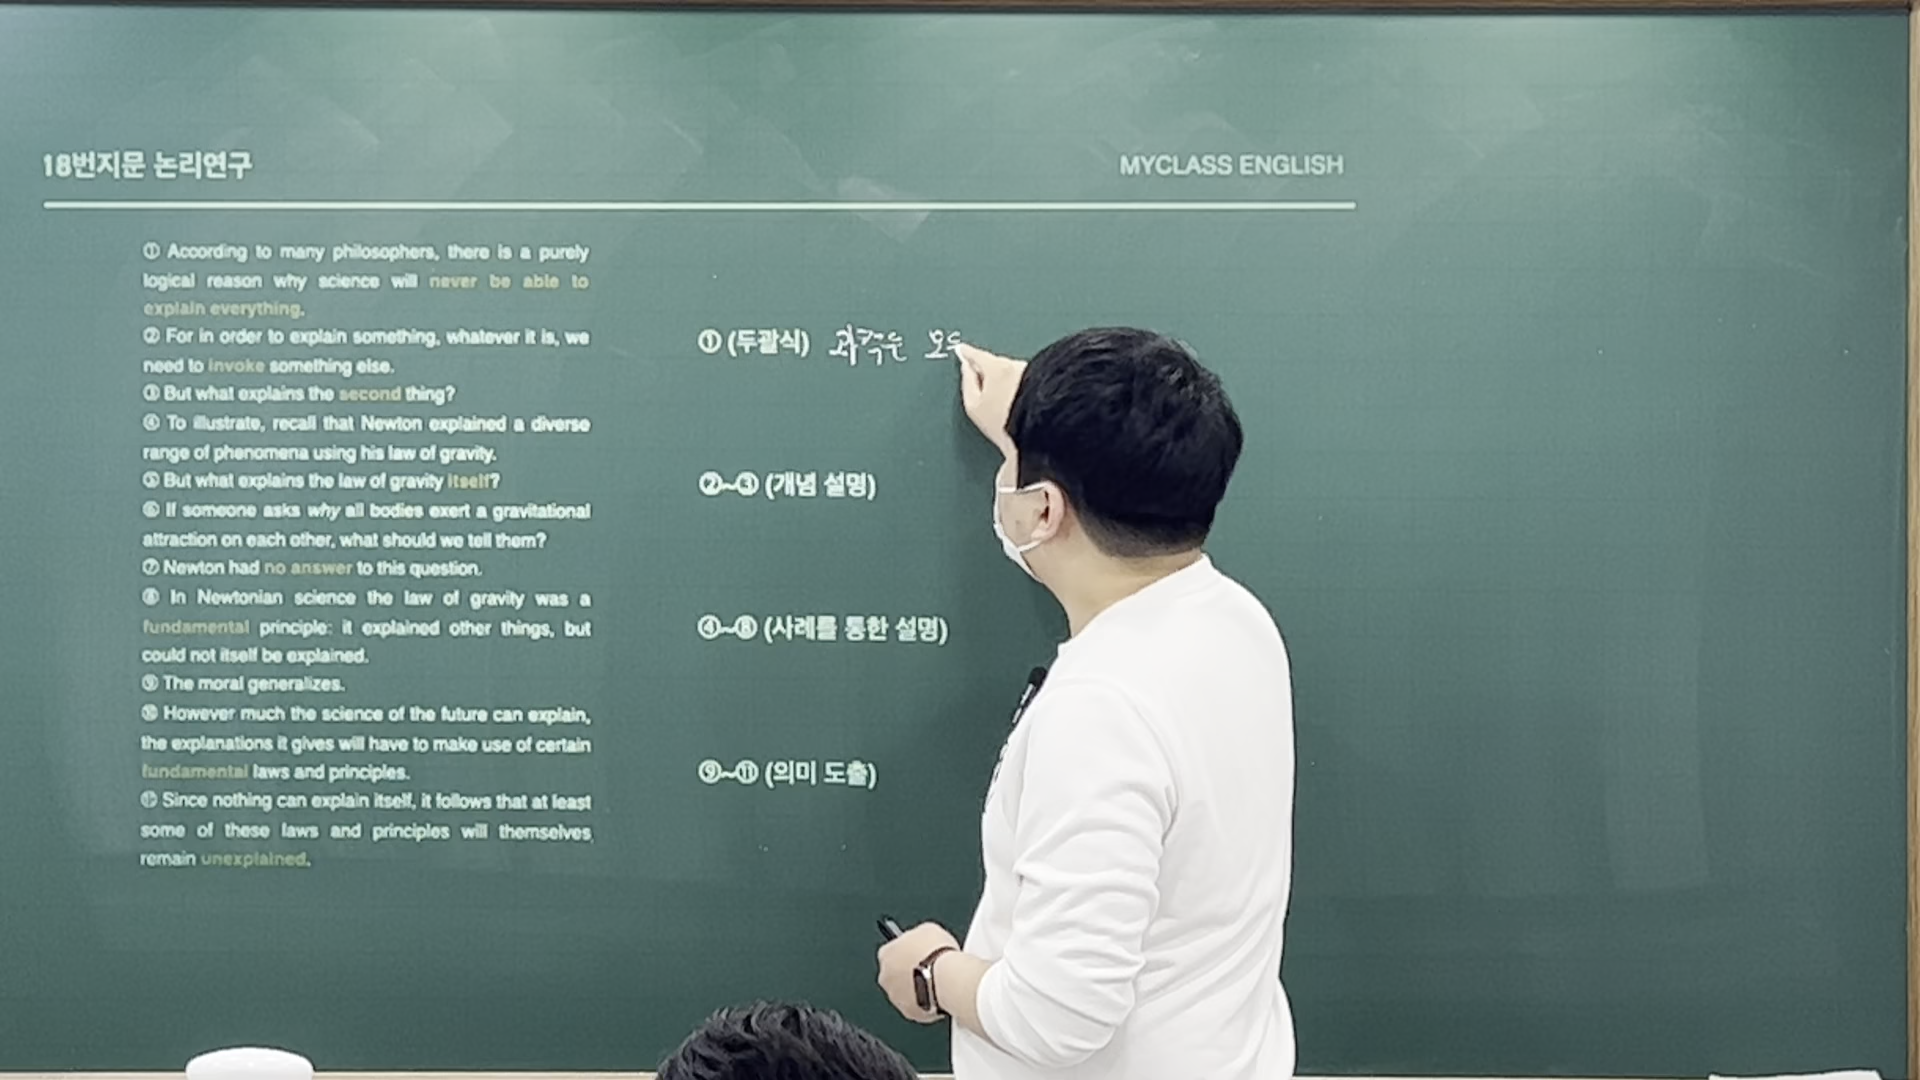 18번지문 논리연구
MYCLASS ENGLISH
① According to many philosophers, there is a purely
logical reason why science will never be able to
explain everything.
② For in order to explain something, whatever it is, we
need to invoke something else.
③ But what explains the second thing?
④ To illustrate, recall that Newton explained a diverse
range of phenomena using his law of gravity.
⑤ But what explains the law of gravity itself?
⑥ If someone asks why all bodies exert a gravitational
attraction on each other, what should we tell them?
⑦ Newton had no answer to this question.
⑧ In Newtonian science the law of gravity was a
fundamental principle: it explained other things, but
could not itself be explained.
⑨ The moral generalizes.
⑩ However much the science of the future can explain,
the explanations it gives will have to make use of certain
fundamental laws and principles.
⑪ Since nothing can explain itself, it follows that at least
some of these laws and principles will themselves
remain unexplained.
① (두괄식) 과학은 모든
②~③ (개념 설명)
④~⑧ (사례를 통한 설명)
⑨~⑪ (의미 도출)